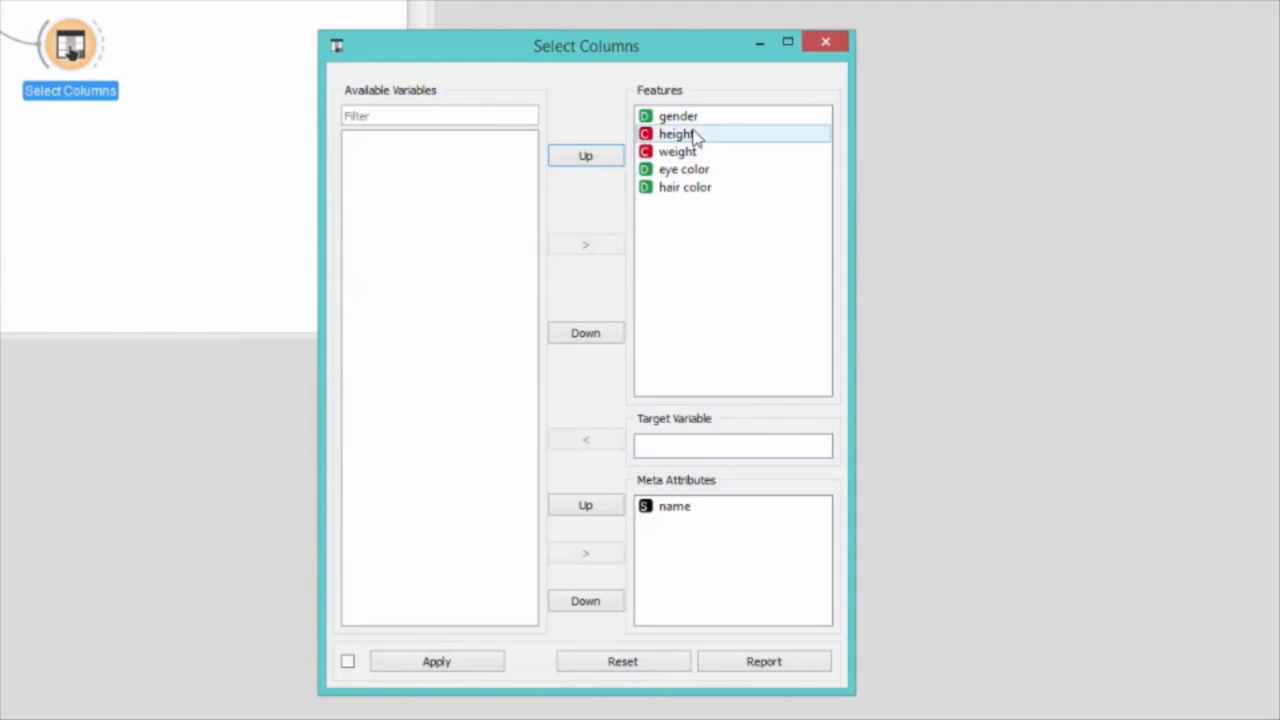 Select Columns
Select Columns
Available Variables
Filter
Up
>
Down
<
Up
>
Down
Features
D gender
C height
C weight
D eye color
D hair color
Target Variable
Meta Attributes
S name
Apply
Reset
Report